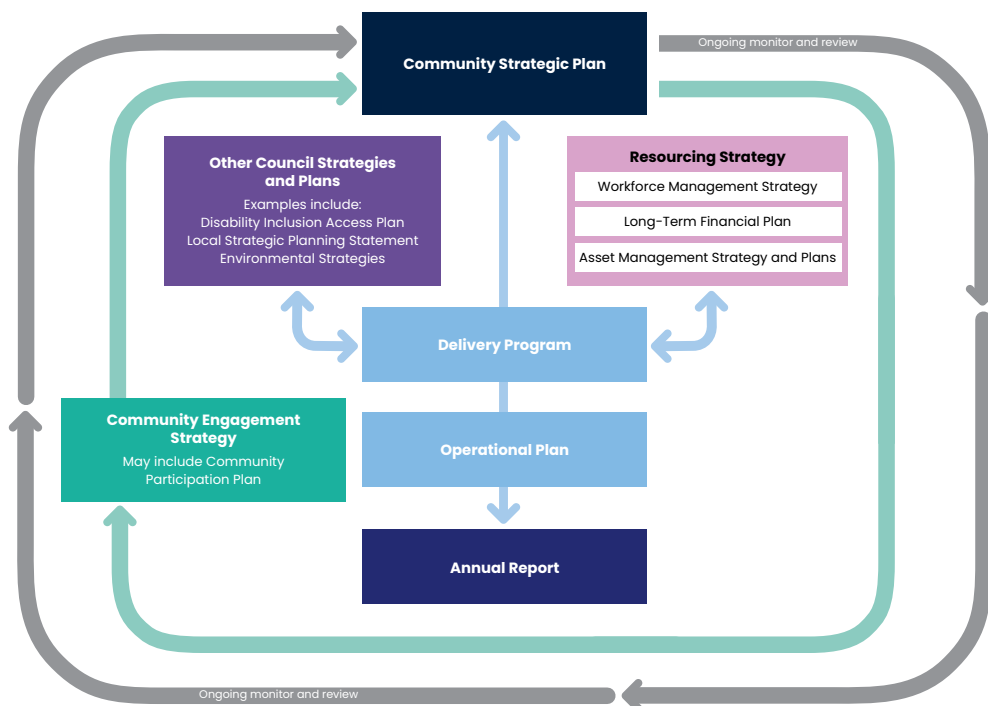 Community Strategic Plan
Ongoing monitor and review
Other Council Strategies
and Plans
Examples include:
Disability Inclusion Access Plan
Local Strategic Planning Statement
Environmental Strategies
Resourcing Strategy
Workforce Management Strategy
Long-Term Financial Plan
Asset Management Strategy and Plans
Delivery Program
Community Engagement
Strategy
May include Community
Participation Plan
Operational Plan
Annual Report
Ongoing monitor and review